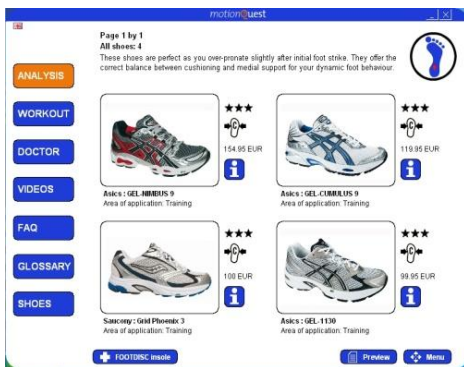 motionQuest
Page 1 by 1
All shoes: 4
These shoes are perfect as you over-pronate slightly after initial foot strike. They offer the
correct balance between cushioning and medial support for your dynamic foot behaviour.
ANALYSIS
WORKOUT
DOCTOR
VIDEOS
FAQ
GLOSSARY
SHOES
C
154.95 EUR
i
Asics : GEL-NIMBUS 9
Area of application: Training
C
119.95 EUR
i
Asics : GEL-CUMULUS 9
Area of application: Training
C
100 EUR
i
Saucony : Grid Phoenix 3
Area of application: Training
C
99.95 EUR
i
Asics : GEL-1130
Area of application: Training
FOOTDISC insole
Preview
Menu